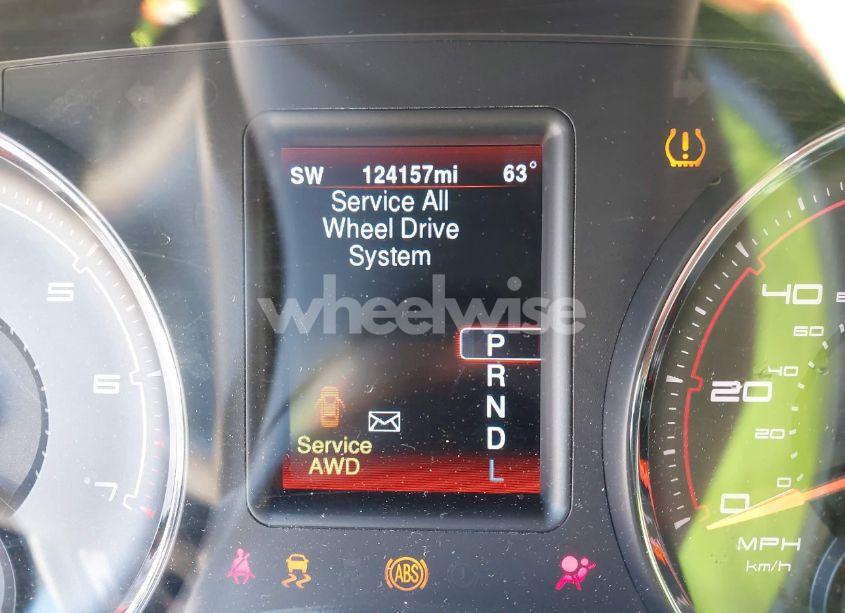 SW 124157mi 63°
Service All
Wheel Drive
System
wheelwise
P
R
N
D
L
Service
AWD
5
6
7
40
60
20
40
20
0
0
MPH
km/h
ABS